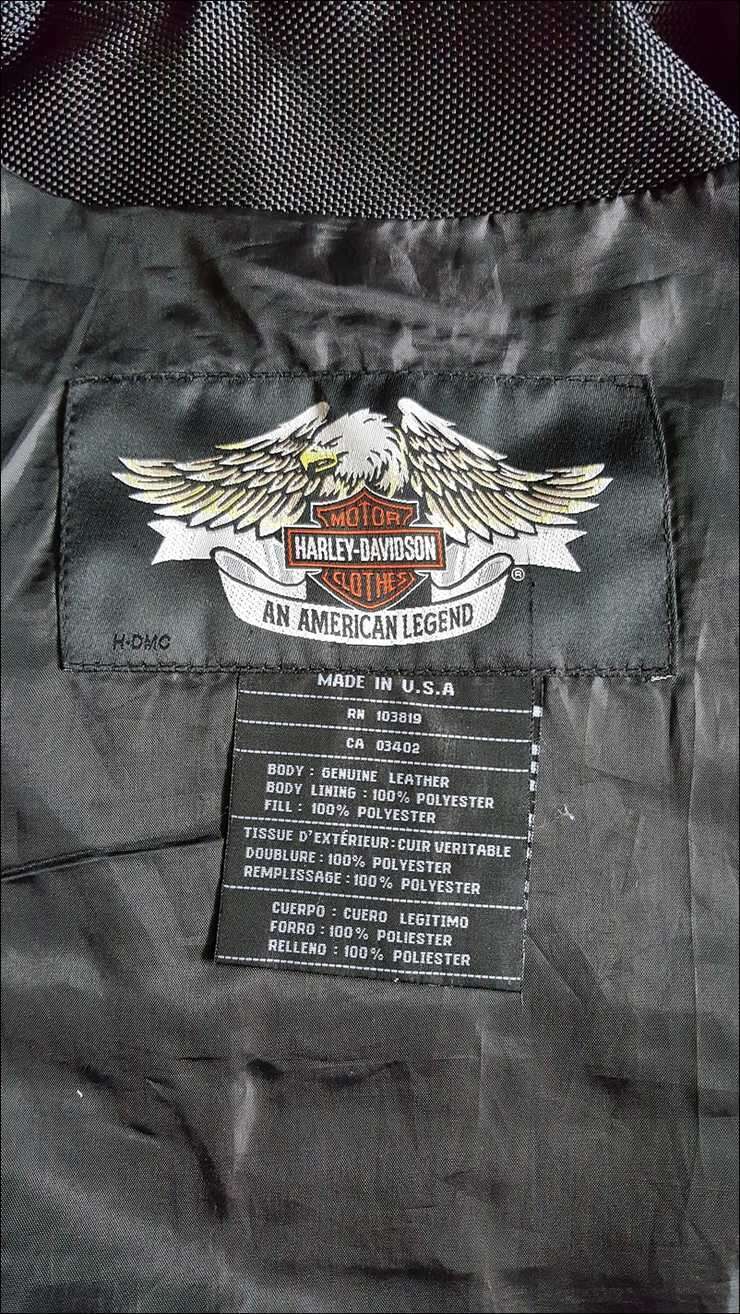 MOTOR
HARLEY-DAVIDSON
CLOTHES
®
AN AMERICAN LEGEND
H-DMC
MADE IN U.S.A
RN 103819
CA 03402
BODY : GENUINE LEATHER
BODY LINING : 100% POLYESTER
FILL : 100% POLYESTER
TISSUE D'EXTÉRIEUR : CUIR VERITABLE
DOUBLURE : 100% POLYESTER
REMPLISSAGE : 100% POLYESTER
CUERPO : CUERO LEGITIMO
FORRO : 100% POLIESTER
RELLENO : 100% POLIESTER